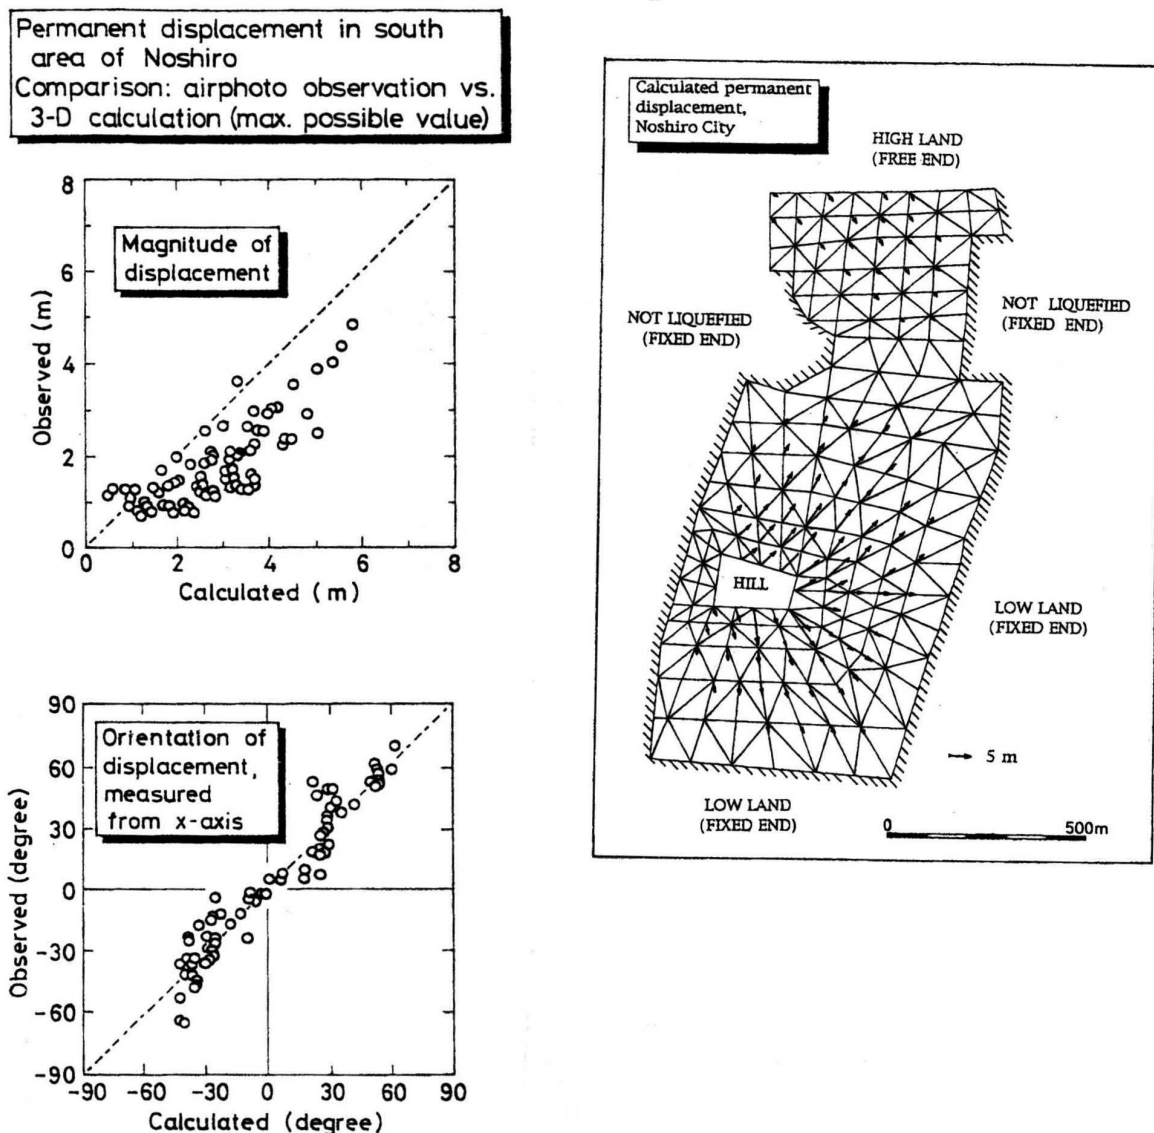 Permanent displacement in south
area of Noshiro
Comparison: airphoto observation vs.
3-D calculation (max. possible value)
8
6
4
2
0
0 2 4 6 8
Observed (m)
Calculated (m)
Magnitude of
displacement
90
60
30
0
-30
-60
-90
-90 -60 -30 0 30 60 90
Observed (degree)
Calculated (degree)
Orientation of
displacement,
measured
from x-axis
Calculated permanent
displacement,
Noshiro City
HIGH LAND
(FREE END)
NOT LIQUEFIED
(FIXED END)
NOT LIQUEFIED
(FIXED END)
HILL
LOW LAND
(FIXED END)
5 m
LOW LAND
(FIXED END)
0 500m